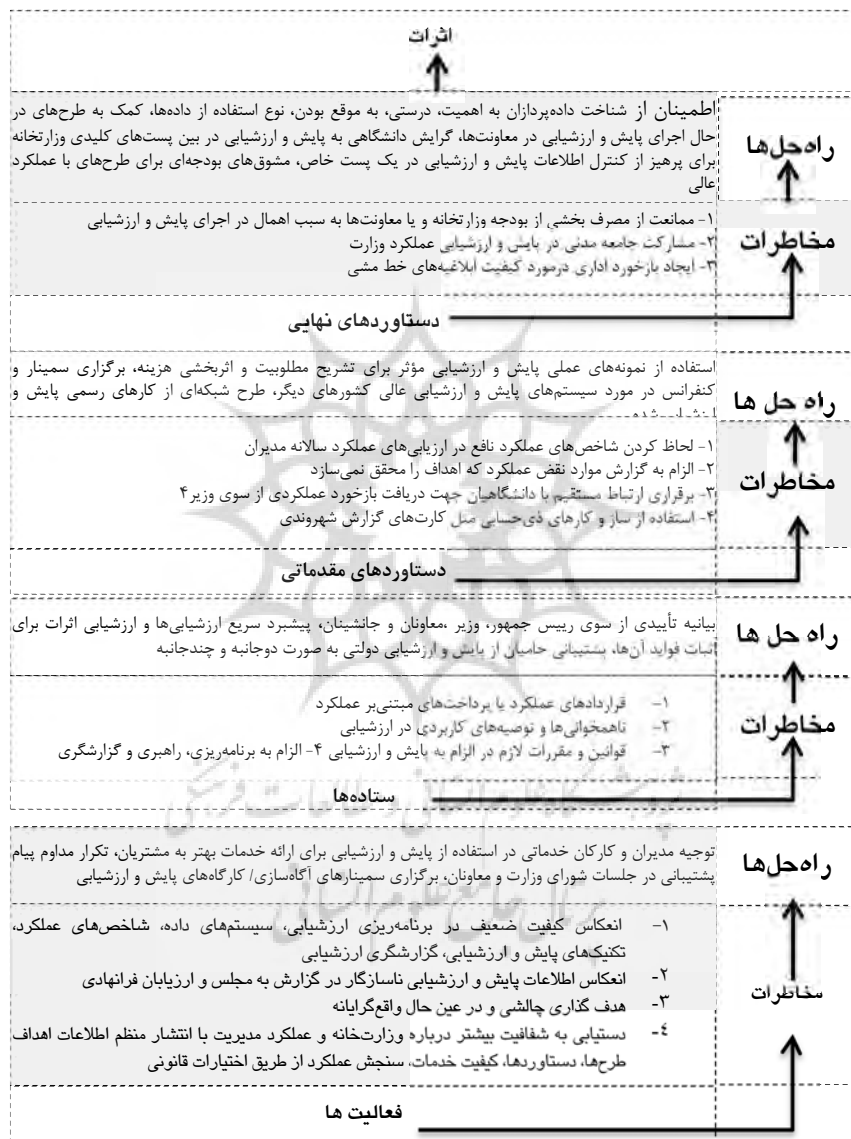 اثرات
راه‌حل‌ها
اطمینان از شناخت داده‌پردازان به اهمیت، درستی، به موقع بودن، نوع استفاده از داده‌ها، کمک به طرح‌های در
حال اجرای پایش و ارزشیابی در معاونت‌ها، گرایش دانشگاهی به پایش و ارزشیابی در بین پست‌های کلیدی وزارتخانه
برای پرهیز از کنترل اطلاعات پایش و ارزشیابی در یک پست خاص، مشوق‌های بودجه‌ای برای طرح‌های با عملکرد
عالی
مخاطرات
۱- ممانعت از مصرف بخشی از بودجه وزارتخانه و یا معاونت‌ها به سبب اهمال در اجرای پایش و ارزشیابی
۲- مشارکت جامعه مدنی در پایش و ارزشیابی عملکرد وزارت
۳- ایجاد بازخورد اداری درمورد کیفیت ابلاغیه‌های خط مشی
دستاوردهای نهایی
راه حل ها
استفاده از نمونه‌های عملی پایش و ارزشیابی مؤثر برای تشریح مطلوبیت و اثربخشی هزینه، برگزاری سمینار و
کنفرانس در مورد سیستم‌های پایش و ارزشیابی عالی کشورهای دیگر، طرح شبکه‌ای از کارهای رسمی پایش و
مخاطرات
۱- لحاظ کردن شاخص‌های عملکرد نافع در ارزیابی‌های عملکرد سالانه مدیران
۲- الزام به گزارش موارد نقض عملکرد که اهداف را محقق نمی‌سازد
۳- برقراری ارتباط مستقیم با دانشگاهیان جهت دریافت بازخورد عملکردی از سوی وزیر۴
۴- استفاده از ساز و کارهای ذی‌حسابی مثل کارت‌های گزارش شهروندی
دستاوردهای مقدماتی
راه حل ها
بیانیه تأییدی از سوی رییس جمهور، وزیر ،معاونان و جانشینان، پیشبرد سریع ارزشیابی‌ها و ارزشیابی اثرات برای
اثبات فواید آن‌ها، پشتیبانی حامیان از پایش و ارزشیابی دولتی به صورت دوجانبه و چندجانبه
مخاطرات
۱- قراردادهای عملکرد یا پرداخت‌های مبتنی‌بر عملکرد
۲- ناهمخوانی‌ها و توصیه‌های کاربردی در ارزشیابی
۳- قوانین و مقررات لازم در الزام به پایش و ارزشیابی ۴- الزام به برنامه‌ریزی، راهبری و گزارشگری
ستاده‌ها
پژوهشگاه علوم انسانی و مطالعات فرهنگی
راه‌حل‌ها
توجیه مدیران و کارکان خدماتی در استفاده از پایش و ارزشیابی برای ارائه خدمات بهتر به مشتریان، تکرار مداوم پیام
پشتیبانی در جلسات شورای وزارت و معاونان، برگزاری سمینارهای آگاه‌سازی/ کارگاه‌های پایش و ارزشیابی
پرتال جامع علوم انسانی
مخاطرات
۱- انعکاس کیفیت ضعیف در برنامه‌ریزی ارزشیابی، سیستم‌های داده، شاخص‌های عملکرد،
تکنیک‌های پایش و ارزشیابی، گزارشگری ارزشیابی
۲- انعکاس اطلاعات پایش و ارزشیابی ناسازگار در گزارش به مجلس و ارزیابان فرانهادی
۳- هدف گذاری چالشی و در عین حال واقع‌گرایانه
٤- دستیابی به شفافیت بیشتر درباره وزارت‌خانه و عملکرد مدیریت با انتشار منظم اطلاعات اهداف
طرح‌ها، دستاوردها، کیفیت خدمات، سنجش عملکرد از طریق اختیارات قانونی
فعالیت ها